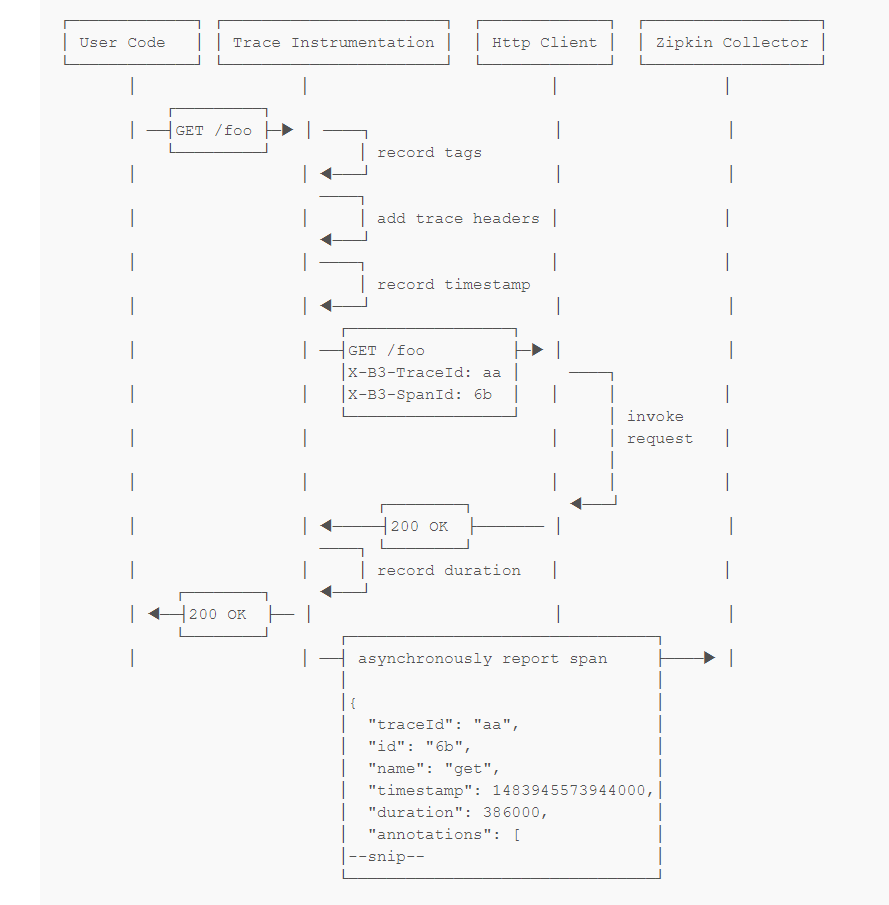 User Code Trace Instrumentation Http Client Zipkin Collector
GET /foo
record tags
add trace headers
record timestamp
GET /foo
X-B3-TraceId: aa
X-B3-SpanId: 6b
invoke
request
200 OK
record duration
200 OK
asynchronously report span
{
"traceId": "aa",
"id": "6b",
"name": "get",
"timestamp": 1483945573944000,
"duration": 386000,
"annotations": [
--snip--